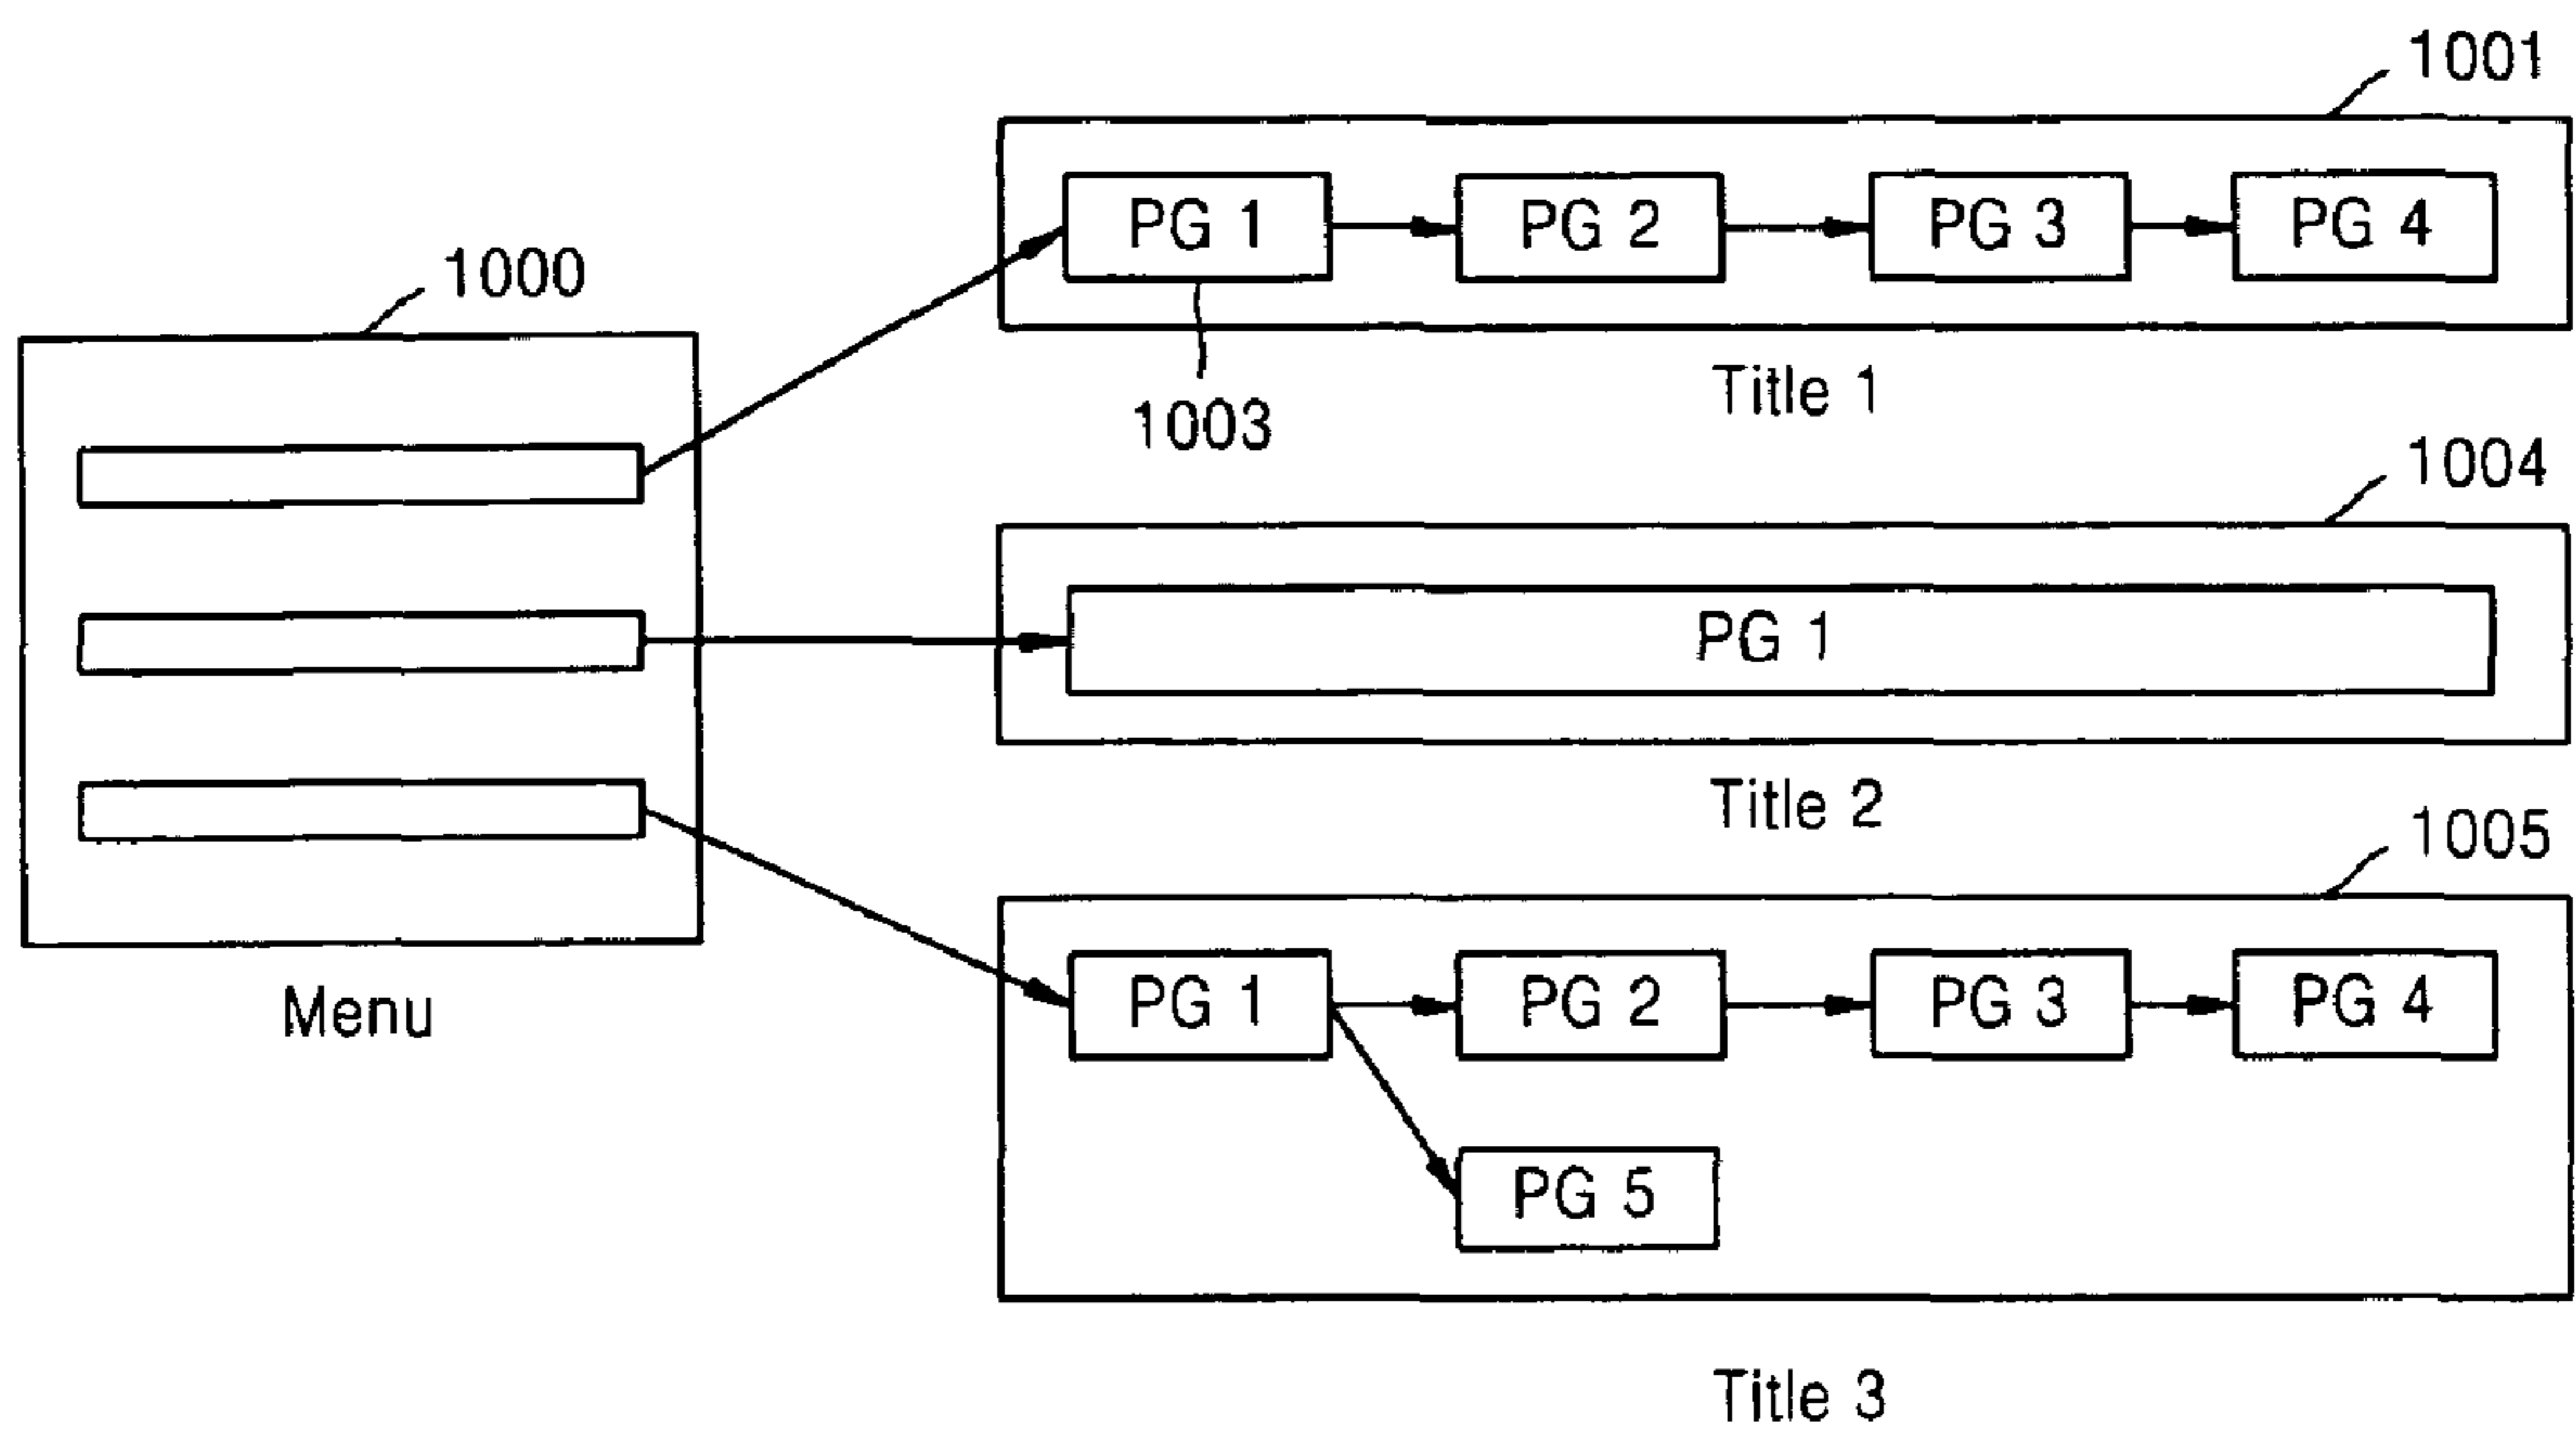 1001
PG 1 PG 2 PG 3 PG 4
1000
Title 1
1003
1004
PG 1
Title 2
1005
PG 1 PG 2 PG 3 PG 4
Menu
PG 5
Title 3